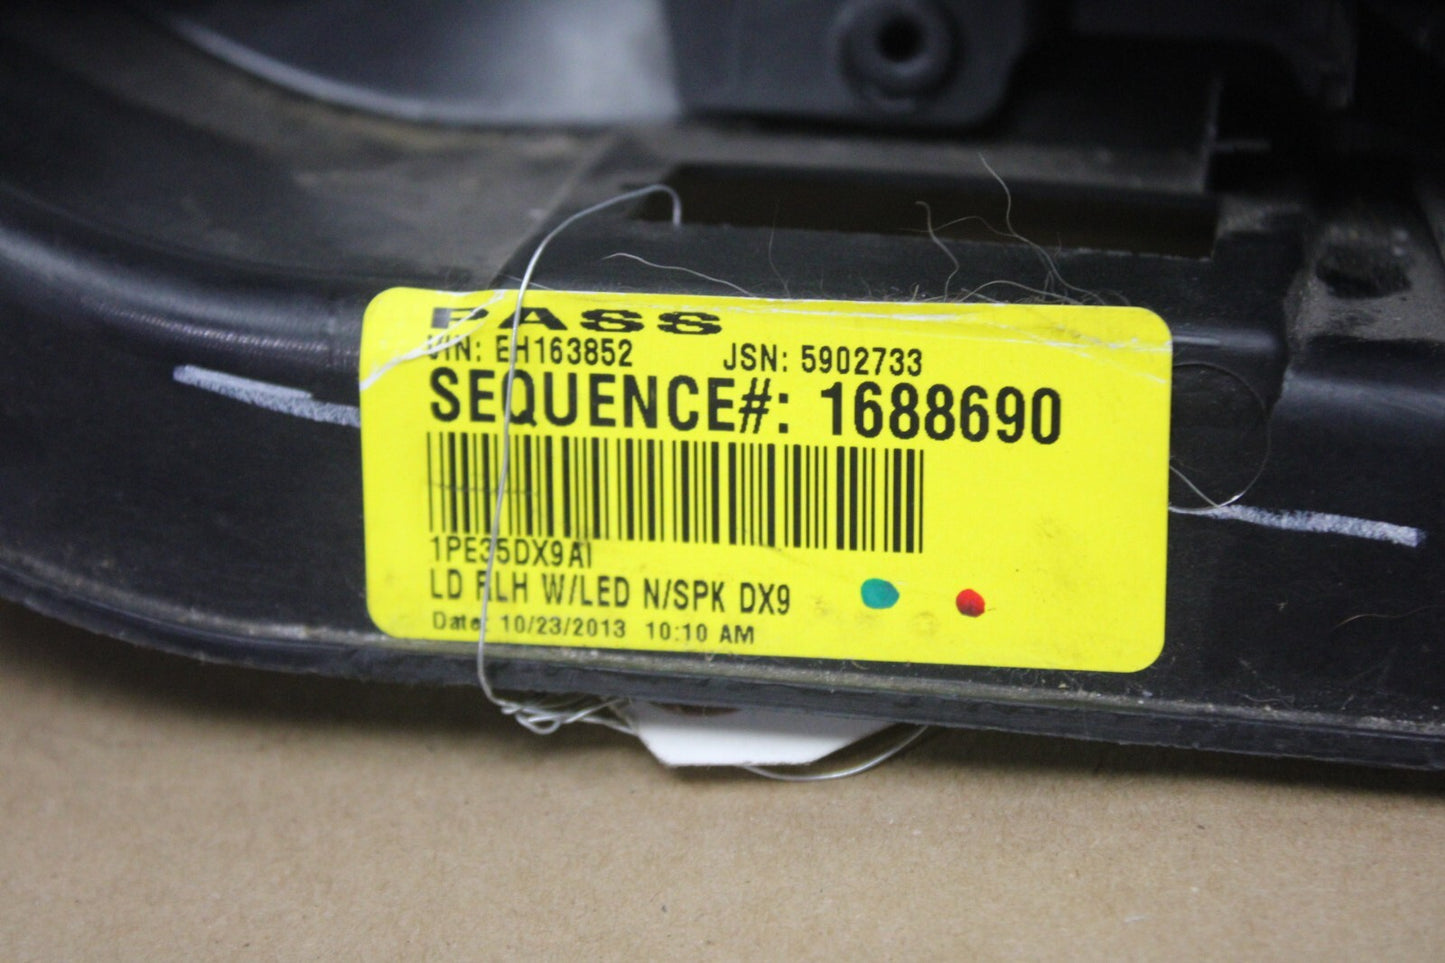 PASS
VIN: EH163852 JSN: 5902733
SEQUENCE#: 1688690
1PE35DX9AI
LD RLH W/LED N/SPK DX9
Date: 10/23/2013 10:10 AM